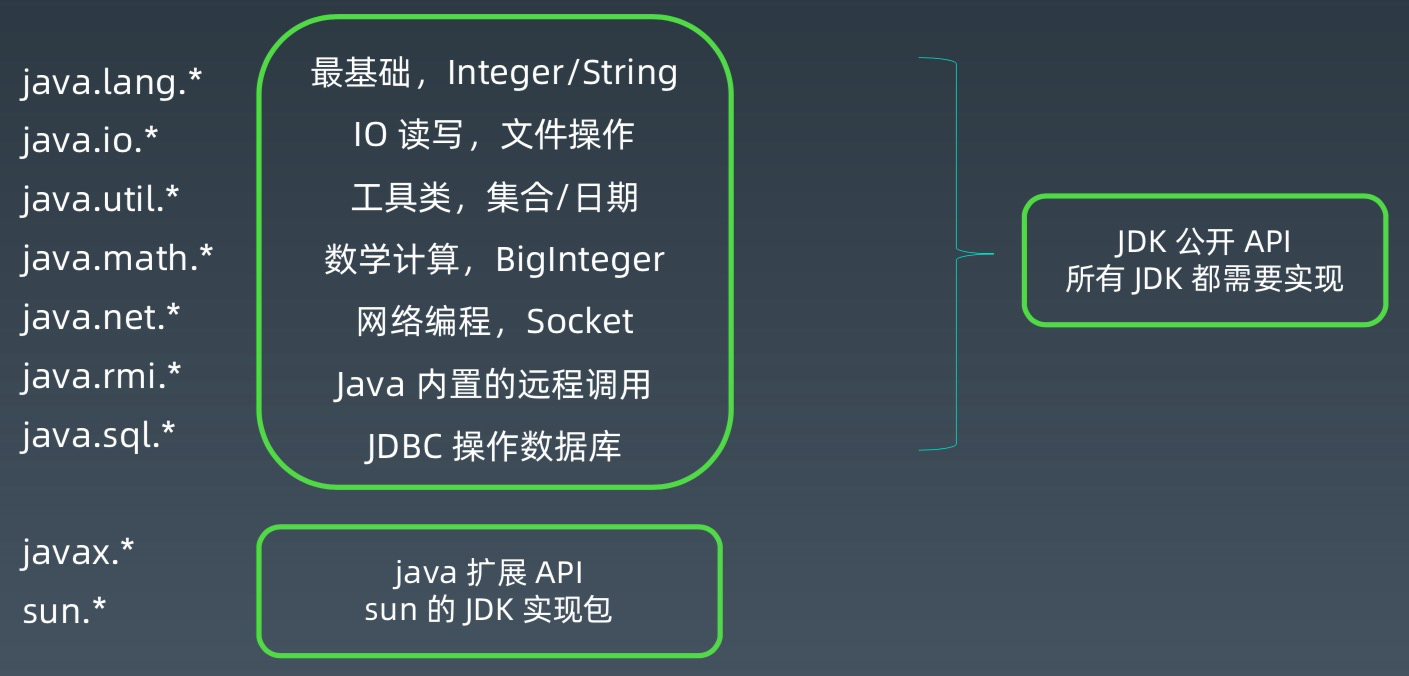 java.lang.*
最基础，Integer/String
java.io.*
IO 读写，文件操作
java.util.*
工具类，集合/日期
java.math.*
数学计算，BigInteger
java.net.*
网络编程，Socket
java.rmi.*
Java 内置的远程调用
java.sql.*
JDBC 操作数据库
JDK 公开 API
所有 JDK 都需要实现
javax.*
java 扩展 API
sun.*
sun 的 JDK 实现包